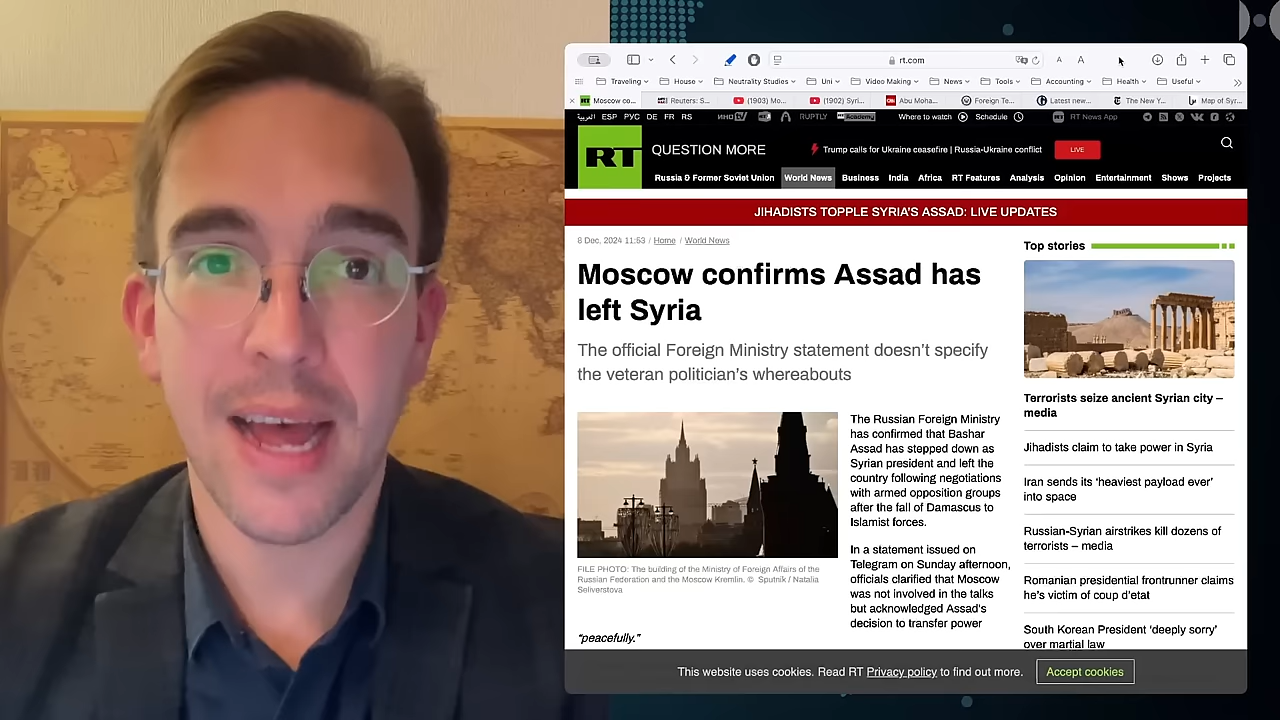 rt.com
A
A
Traveling
House
Neutrality Studies
Uni
Video Making
News
Tools
Accounting
Health
Useful
Moscow co...
Reuters: S...
(1903) Mo...
(1902) Syri...
Abu Moha...
Foreign Te...
Latest new...
The New Y...
Map of Syr...
العربية ESP РУС DE FR RS
ИНО TV
RUPTLY
Academy
Where to watch
Schedule
RT News App
RT
QUESTION MORE
Trump calls for Ukraine ceasefire | Russia-Ukraine conflict
LIVE
Russia & Former Soviet Union World News Business India Africa RT Features Analysis Opinion Entertainment Shows Projects
JIHADISTS TOPPLE SYRIA'S ASSAD: LIVE UPDATES
8 Dec, 2024 11:53 / Home / World News
Moscow confirms Assad has
left Syria
The official Foreign Ministry statement doesn't specify
the veteran politician's whereabouts
FILE PHOTO: The building of the Ministry of Foreign Affairs of the
Russian Federation and the Moscow Kremlin. © Sputnik / Natalia
Seliverstova
The Russian Foreign Ministry
has confirmed that Bashar
Assad has stepped down as
Syrian president and left the
country following negotiations
with armed opposition groups
after the fall of Damascus to
Islamist forces.
In a statement issued on
Telegram on Sunday afternoon,
officials clarified that Moscow
was not involved in the talks
but acknowledged Assad's
decision to transfer power
"peacefully."
Top stories
Terrorists seize ancient Syrian city –
media
Jihadists claim to take power in Syria
Iran sends its 'heaviest payload ever'
into space
Russian-Syrian airstrikes kill dozens of
terrorists – media
Romanian presidential frontrunner claims
he's victim of coup d'etat
South Korean President 'deeply sorry'
over martial law
This website uses cookies. Read RT Privacy policy to find out more.
Accept cookies